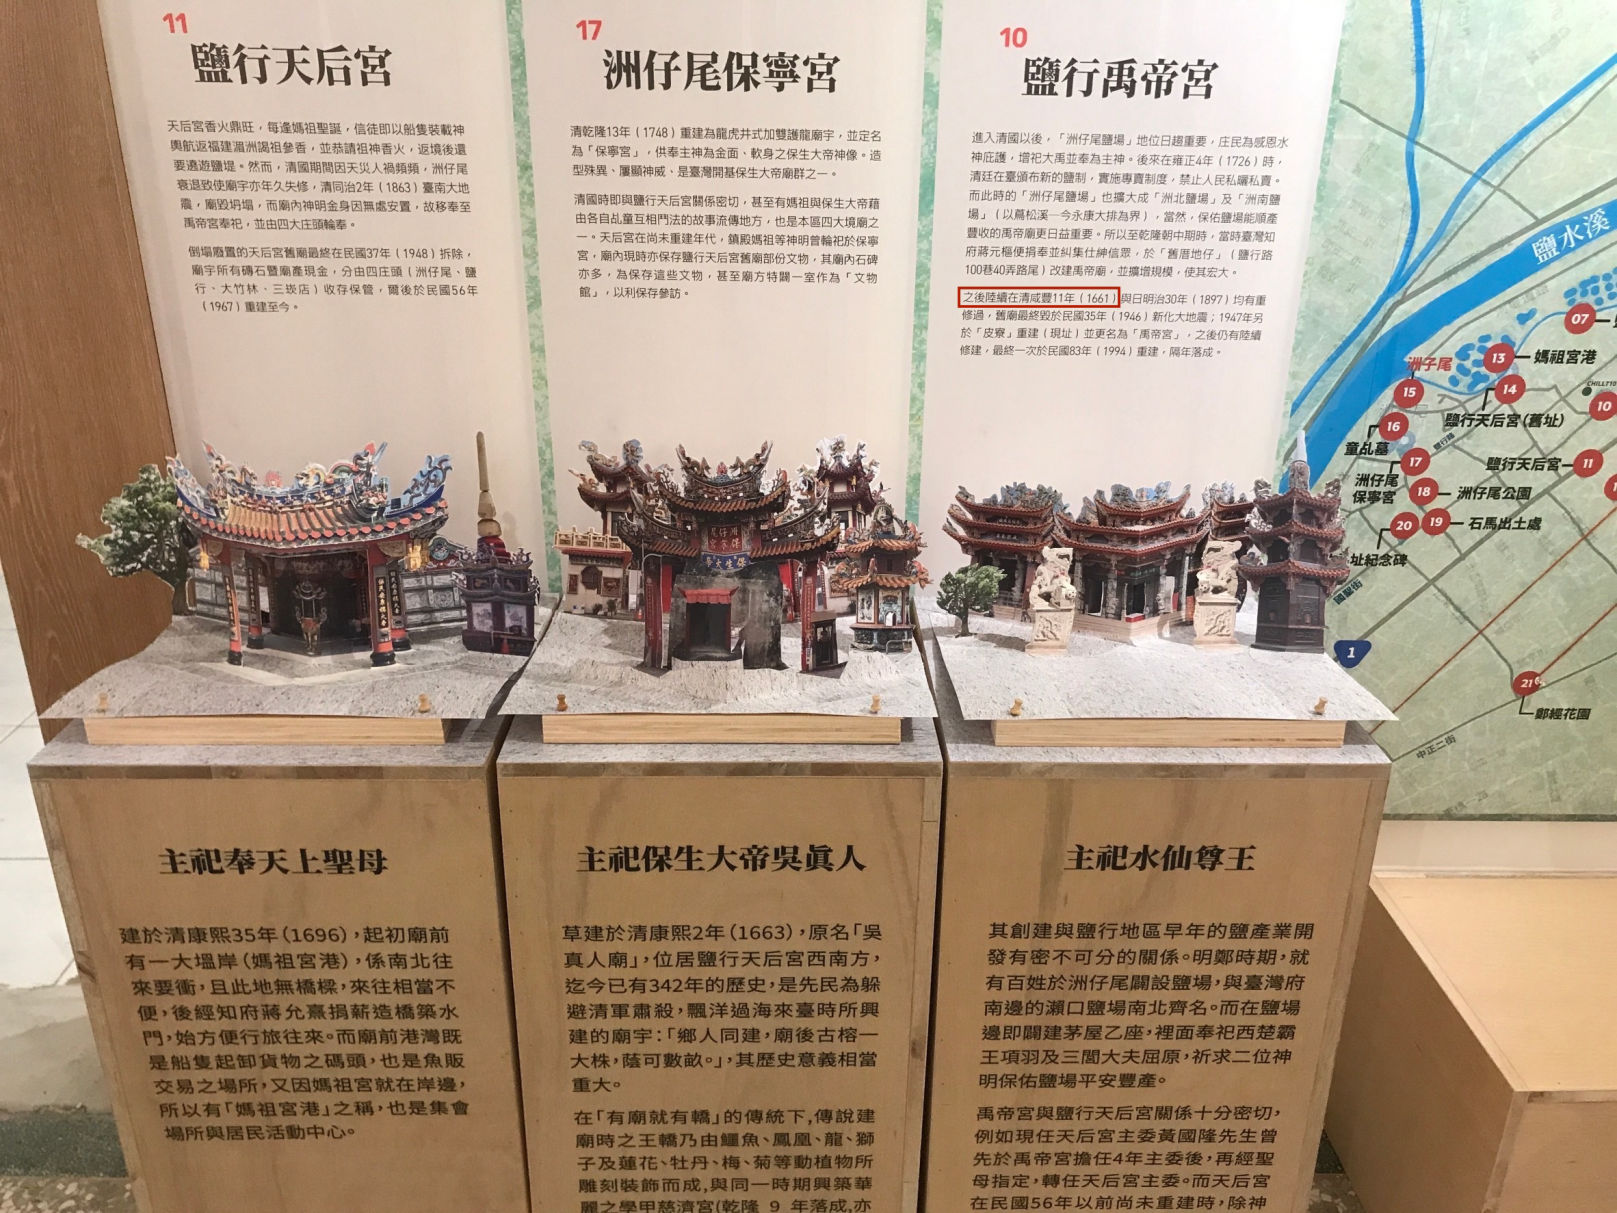 11
鹽行天后宮
天后宮香火鼎旺，每逢媽祖聖誕，信徒即以船隻裝載神
輿航返福建湄洲謁祖參香，並恭請祖神香火，返境後還
要遶遊鹽堤。然而，清國期間因天災人禍頻頻，洲仔尾
衰退致使廟宇亦年久失修，清同治2年（1863）臺南大地
震，廟毀坍塌，而廟內神明金身因無處安置，故移奉至
禹帝宮奉祀，並由四大庄頭輪奉。
倒塌廢置的天后宮舊廟最終在民國37年（1948）拆除，
廟宇所有磚石暨廟產現金，分由四庄頭（洲仔尾、鹽
行、大竹林、三崁店）收存保管，爾後於民國56年
（1967）重建至今。
17
洲仔尾保寧宮
清乾隆13年（1748）重建為龍虎井式加雙護龍廟宇，並定名
為「保寧宮」，供奉主神為金面、軟身之保生大帝神像。造
型殊異、屢顯神威、是臺灣開基保生大帝廟群之一。
清國時即與鹽行天后宮關係密切，甚至有媽祖與保生大帝藉
由各自乩童互相鬥法的故事流傳地方，也是本區四大境廟之
一。天后宮在尚未重建年代，鎮殿媽祖等神明曾輪祀於保寧
宮，廟內現時亦保存鹽行天后宮舊廟部份文物，其廟內石碑
亦多，為保存這些文物，甚至廟方特闢一室作為「文物
館」，以利保存參訪。
10
鹽行禹帝宮
進入清國以後，「洲仔尾鹽場」地位日趨重要，庄民為感恩水
神庇護，增祀大禹並奉為主神。後來在雍正4年（1726）時，
清廷在臺頒布新的鹽制，實施專賣制度，禁止人民私曬私賣。
而此時的「洲仔尾鹽場」也擴大成「洲北鹽場」及「洲南鹽
場」（以蔦松溪—今永康大排為界），當然，保佑鹽場能順產
豐收的禹帝廟更日益重要。所以至乾隆朝中期時，當時臺灣知
府蔣元樞便捐奉並糾集仕紳信眾，於「舊厝地仔」（鹽行路
100巷40弄路尾）改建禹帝廟，並擴增規模，使其宏大。
之後陸續在清咸豐11年（1661）與日明治30年（1897）均有重
修過，舊廟最終毀於民國35年（1946）新化大地震；1947年另
於「皮寮」重建（現址）並更名為「禹帝宮」，之後仍有陸續
修建，最終一次於民國83年（1994）重建，隔年落成。
鹽水溪
07
洲仔尾
13
媽祖宮港
CHILL710
15
14
10
鹽行天后宮(舊址)
16
鹽行路
童乩墓
17
鹽行天后宮
11
洲仔尾
保寧宮
18
洲仔尾公園
20
19
石馬出土處
址紀念碑
國聖街
1
21
鄭經花園
中正二街
洲仔尾
保寧宮
保生大帝
主祀奉天上聖母
建於清康熙35年（1696），起初廟前
有一大塭岸（媽祖宮港），係南北往
來要衝，且此地無橋樑，來往相當不
便，後經知府蔣允焄捐薪造橋築水
門，始方便行旅往來。而廟前港灣既
是船隻起卸貨物之碼頭，也是魚販
交易之場所，又因媽祖宮就在岸邊，
所以有「媽祖宮港」之稱，也是集會
場所與居民活動中心。
主祀保生大帝吳真人
草建於清康熙2年（1663），原名「吳
真人廟」，位居鹽行天后宮西南方，
迄今已有342年的歷史，是先民為躲
避清軍肅殺，飄洋過海來臺時所興
建的廟宇：「鄉人同建，廟後古榕一
大株，蔭可數畝。」，其歷史意義相當
重大。
在「有廟就有轎」的傳統下，傳說建
廟時之王轎乃由鱷魚、鳳凰、龍、獅
子及蓮花、牡丹、梅、菊等動植物所
雕刻裝飾而成，與同一時期興築華
麗之學甲慈濟宮(乾隆 9 年落成，亦
主祀水仙尊王
其創建與鹽行地區早年的鹽產業開
發有密不可分的關係。明鄭時期，就
有百姓於洲仔尾闢設鹽場，與臺灣府
南邊的瀨口鹽場南北齊名。而在鹽場
邊即闢建茅屋乙座，裡面奉祀西楚霸
王項羽及三閭大夫屈原，祈求二位神
明保佑鹽場平安豐產。
禹帝宮與鹽行天后宮關係十分密切，
例如現任天后宮主委黃國隆先生曾
先於禹帝宮擔任4年主委後，再經聖
母指定，轉任天后宮主委。而天后宮
在民國56年以前尚未重建時，除神